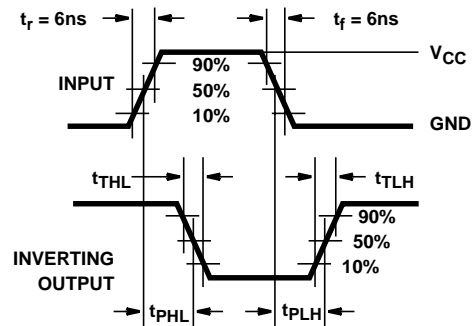 t_r = 6ns
t_f = 6ns
V_CC
INPUT
90%
50%
10%
GND
t_THL
t_TLH
90%
50%
10%
INVERTING
OUTPUT
t_PHL
t_PLH